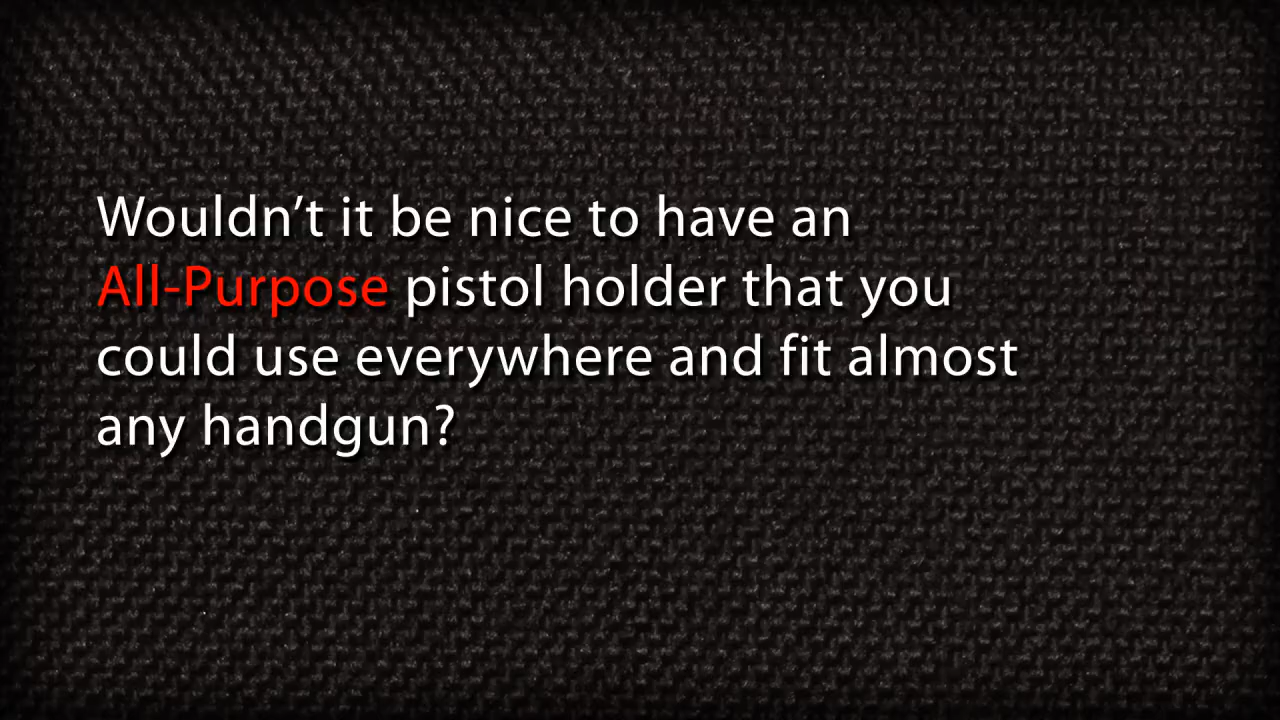 Wouldn’t it be nice to have an
All-Purpose pistol holder that you
could use everywhere and fit almost
any handgun?